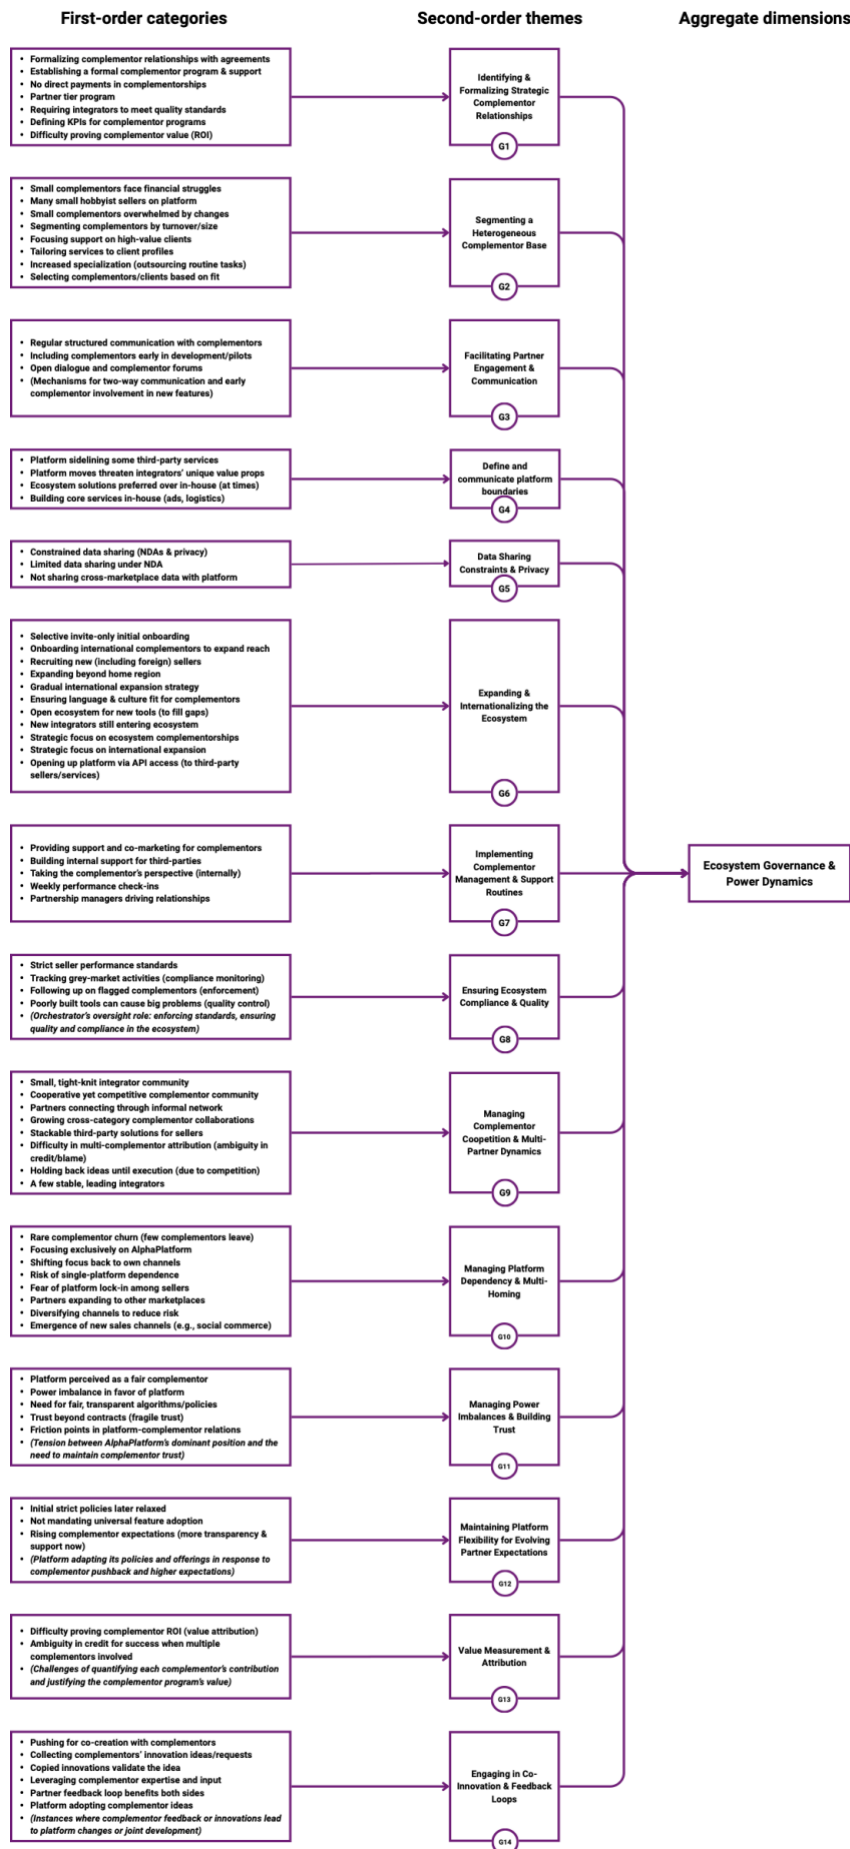 First-order categories
Second-order themes
Aggregate dimensions
• Formalizing complementor relationships with agreements
• Establishing a formal complementor program & support
• No direct payments in complementorships
• Partner tier program
• Requiring integrators to meet quality standards
• Defining KPIs for complementor programs
• Difficulty proving complementor value (ROI)
Identifying &
Formalizing Strategic
Complementor
Relationships
G1
• Small complementors face financial struggles
• Many small hobbyist sellers on platform
• Small complementors overwhelmed by changes
• Segmenting complementors by turnover/size
• Focusing support on high-value clients
• Tailoring services to client profiles
• Increased specialization (outsourcing routine tasks)
• Selecting complementors/clients based on fit
Segmenting a
Heterogeneous
Complementor Base
G2
• Regular structured communication with complementors
• Including complementors early in development/pilots
• Open dialogue and complementor forums
• (Mechanisms for two-way communication and early
complementor involvement in new features)
Facilitating Partner
Engagement &
Communication
G3
• Platform sidelining some third-party services
• Platform moves threaten integrators' unique value props
• Ecosystem solutions preferred over in-house (at times)
• Building core services in-house (ads, logistics)
Define and
communicate platform
boundaries
G4
• Constrained data sharing (NDAs & privacy)
• Limited data sharing under NDA
• Not sharing cross-marketplace data with platform
Data Sharing
Constraints & Privacy
G5
• Selective invite-only initial onboarding
• Onboarding international complementors to expand reach
• Recruiting new (including foreign) sellers
• Expanding beyond home region
• Gradual international expansion strategy
• Ensuring language & culture fit for complementors
• Open ecosystem for new tools (to fill gaps)
• New integrators still entering ecosystem
• Strategic focus on ecosystem complementorships
• Strategic focus on international expansion
• Opening up platform via API access (to third-party
sellers/services)
Expanding &
Internationalizing the
Ecosystem
G6
• Providing support and co-marketing for complementors
• Building internal support for third-parties
• Taking the complementor's perspective (internally)
• Weekly performance check-ins
• Partnership managers driving relationships
Implementing
Complementor
Management & Support
Routines
G7
Ecosystem Governance &
Power Dynamics
• Strict seller performance standards
• Tracking grey-market activities (compliance monitoring)
• Following up on flagged complementors (enforcement)
• Poorly built tools can cause big problems (quality control)
• (Orchestrator's oversight role: enforcing standards, ensuring
quality and compliance in the ecosystem)
Ensuring Ecosystem
Compliance & Quality
G8
• Small, tight-knit integrator community
• Cooperative yet competitive complementor community
• Partners connecting through informal network
• Growing cross-category complementor collaborations
• Stackable third-party solutions for sellers
• Difficulty in multi-complementor attribution (ambiguity in
credit/blame)
• Holding back ideas until execution (due to competition)
• A few stable, leading integrators
Managing
Complementor
Coopetition & Multi-
Partner Dynamics
G9
• Rare complementor churn (few complementors leave)
• Focusing exclusively on AlphaPlatform
• Shifting focus back to own channels
• Risk of single-platform dependence
• Fear of platform lock-in among sellers
• Partners expanding to other marketplaces
• Diversifying channels to reduce risk
• Emergence of new sales channels (e.g., social commerce)
Managing Platform
Dependency & Multi-
Homing
G10
• Platform perceived as a fair complementor
• Power imbalance in favor of platform
• Need for fair, transparent algorithms/policies
• Trust beyond contracts (fragile trust)
• Friction points in platform-complementor relations
• (Tension between AlphaPlatform's dominant position and the
need to maintain complementor trust)
Managing Power
Imbalances & Building
Trust
G11
• Initial strict policies later relaxed
• Not mandating universal feature adoption
• Rising complementor expectations (more transparency &
support now)
• (Platform adapting its policies and offerings in response to
complementor pushback and higher expectations)
Maintaining Platform
Flexibility for Evolving
Partner Expectations
G12
• Difficulty proving complementor ROI (value attribution)
• Ambiguity in credit for success when multiple
complementors involved
• (Challenges of quantifying each complementor's contribution
and justifying the complementor program's value)
Value Measurement &
Attribution
G13
• Pushing for co-creation with complementors
• Collecting complementors' innovation ideas/requests
• Copied innovations validate the idea
• Leveraging complementor expertise and input
• Partner feedback loop benefits both sides
• Platform adopting complementor ideas
• (Instances where complementor feedback or innovations lead
to platform changes or joint development)
Engaging in Co-
Innovation & Feedback
Loops
G14